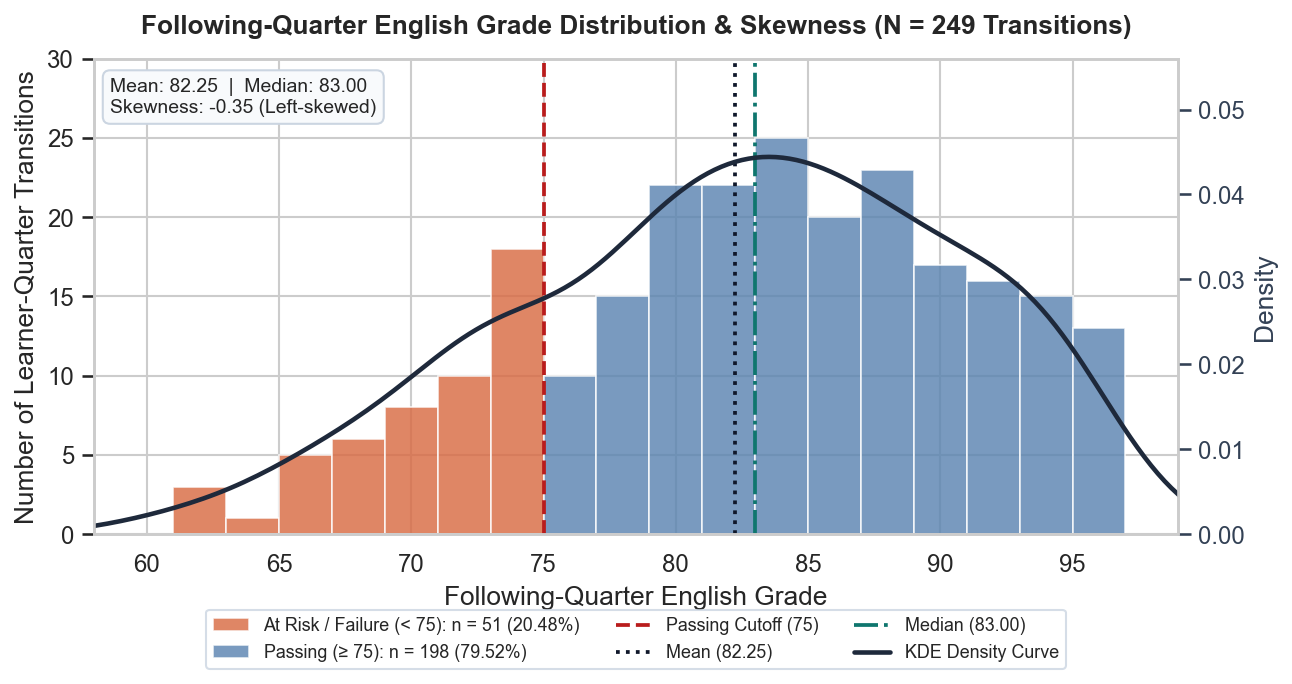 Following-Quarter English Grade Distribution & Skewness (N = 249 Transitions)
Mean: 82.25 | Median: 83.00
Skewness: -0.35 (Left-skewed)
Number of Learner-Quarter Transitions
30
25
20
15
10
5
0
60
65
70
75
80
85
90
95
Following-Quarter English Grade
0.05
0.04
0.03
0.02
0.01
0.00
Density
At Risk / Failure (< 75): n = 51 (20.48%)
Passing (≥ 75): n = 198 (79.52%)
Passing Cutoff (75)
Mean (82.25)
Median (83.00)
KDE Density Curve